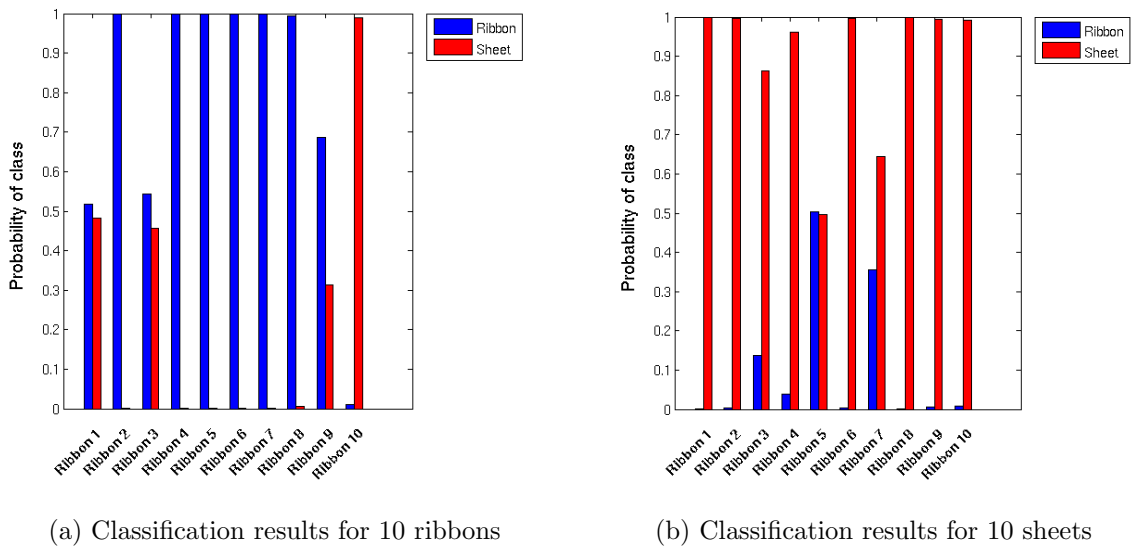 1
0.9
0.8
0.7
0.6
0.5
0.4
0.3
0.2
0.1
0
Probability of class
Ribbon 1
Ribbon 2
Ribbon 3
Ribbon 4
Ribbon 5
Ribbon 6
Ribbon 7
Ribbon 8
Ribbon 9
Ribbon 10
Ribbon
Sheet
(a) Classification results for 10 ribbons
1
0.9
0.8
0.7
0.6
0.5
0.4
0.3
0.2
0.1
0
Probability of class
Ribbon 1
Ribbon 2
Ribbon 3
Ribbon 4
Ribbon 5
Ribbon 6
Ribbon 7
Ribbon 8
Ribbon 9
Ribbon 10
Ribbon
Sheet
(b) Classification results for 10 sheets